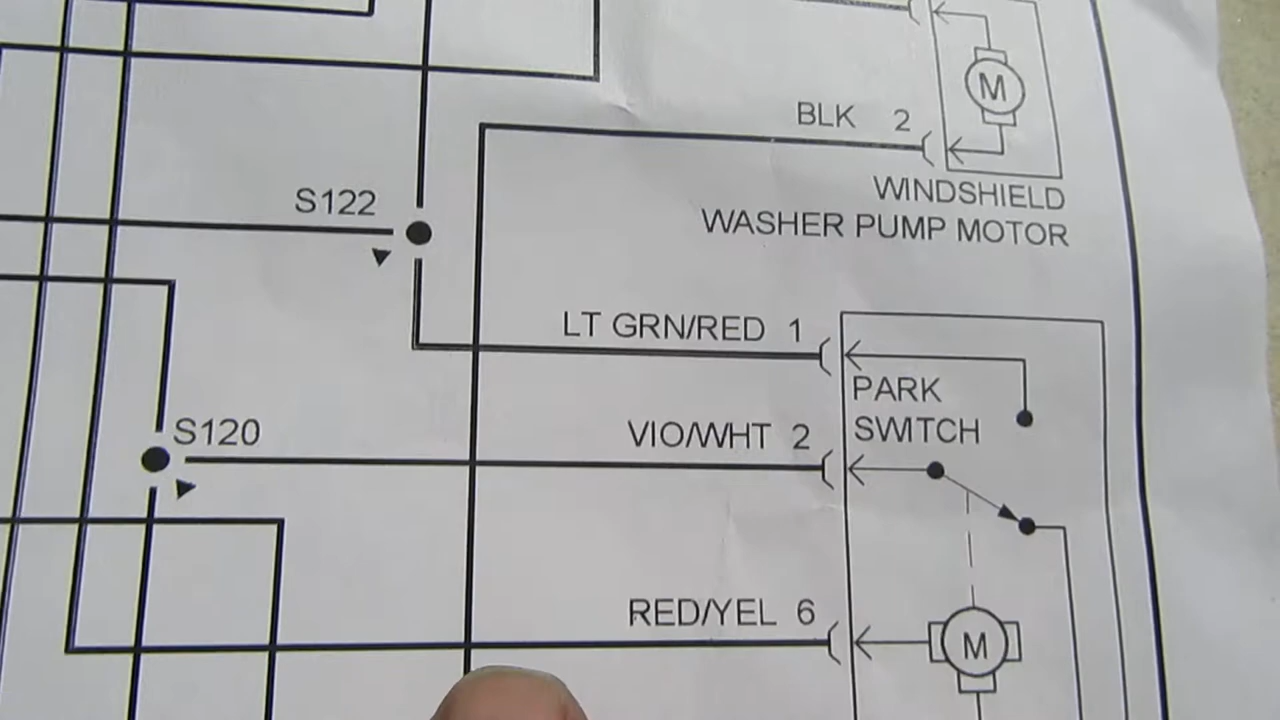 M
BLK 2
WINDSHIELD
WASHER PUMP MOTOR
S122
LT GRN/RED 1
PARK
SWITCH
S120
VIO/WHT 2
RED/YEL 6
M